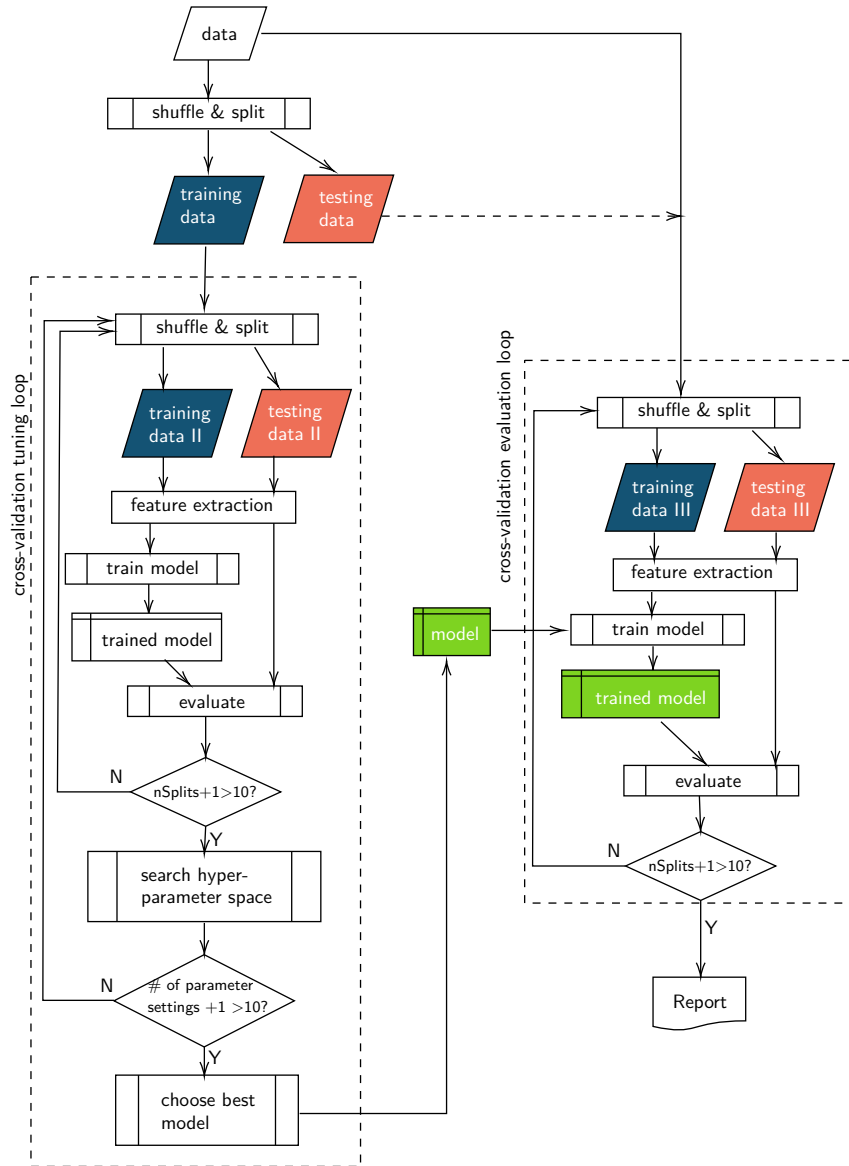 data
shuffle & split
training
data
testing
data
cross-validation tuning loop
shuffle & split
training
data II
testing
data II
feature extraction
train model
trained model
evaluate
nSplits+1>10?
N
Y
search hyper-
parameter space
# of parameter
settings +1 >10?
N
Y
choose best
model
model
cross-validation evaluation loop
shuffle & split
training
data III
testing
data III
feature extraction
train model
trained model
evaluate
nSplits+1>10?
N
Y
Report